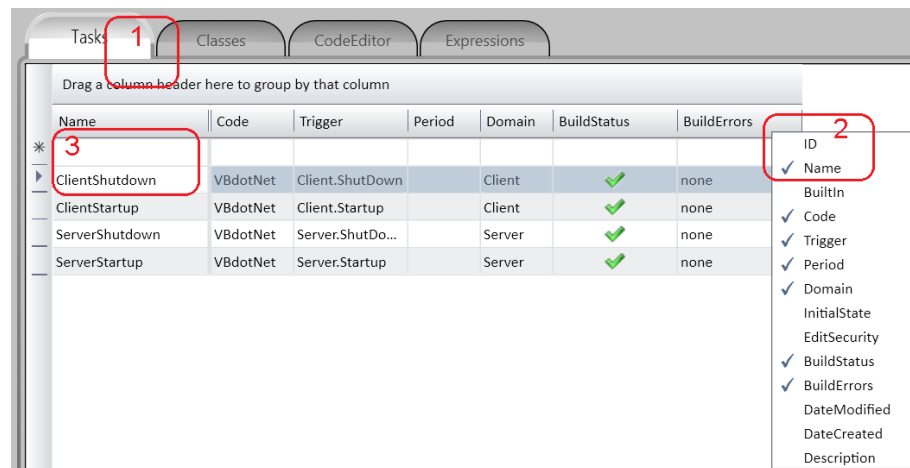 Tasks 1 Classes CodeEditor Expressions
Drag a column header here to group by that column
Name Code Trigger Period Domain BuildStatus BuildErrors 2
3
ClientShutdown VBdotNet Client.ShutDown Client none
ClientStartup VBdotNet Client.Startup Client none
ServerShutdown VBdotNet Server.ShutDo... Server none
ServerStartup VBdotNet Server.Startup Server none
ID
Name
BuiltIn
Code
Trigger
Period
Domain
InitialState
EditSecurity
BuildStatus
BuildErrors
DateModified
DateCreated
Description